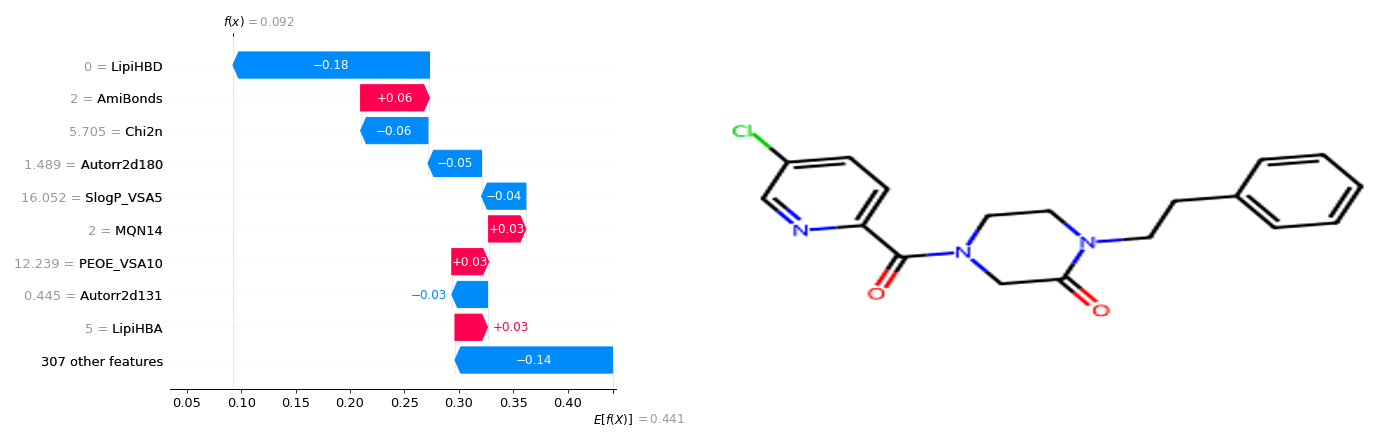 f(x) = 0.092
0 = LipiHBD −0.18
2 = AmiBonds +0.06
5.705 = Chi2n −0.06
1.489 = Autorr2d180 −0.05
16.052 = SlogP_VSA5 −0.04
2 = MQN14 +0.03
12.239 = PEOE_VSA10 +0.03
0.445 = Autorr2d131 −0.03
5 = LipiHBA +0.03
307 other features −0.14
0.05 0.10 0.15 0.20 0.25 0.30 0.35 0.40
E[f(X)] = 0.441
Cl
N
O
N
N
O